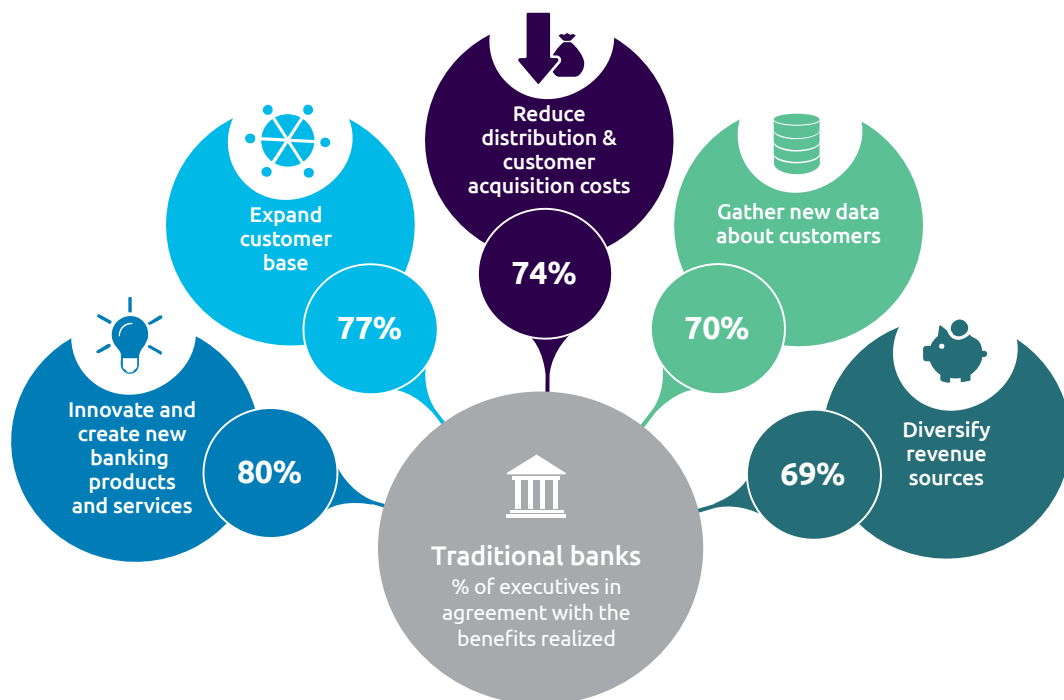 Innovate and
create new
banking
products
and services
80%
Expand
customer
base
77%
Reduce
distribution &
customer
acquisition costs
74%
Gather new data
about customers
70%
Diversify
revenue
sources
69%
Traditional banks
% of executives in
agreement with the
benefits realized